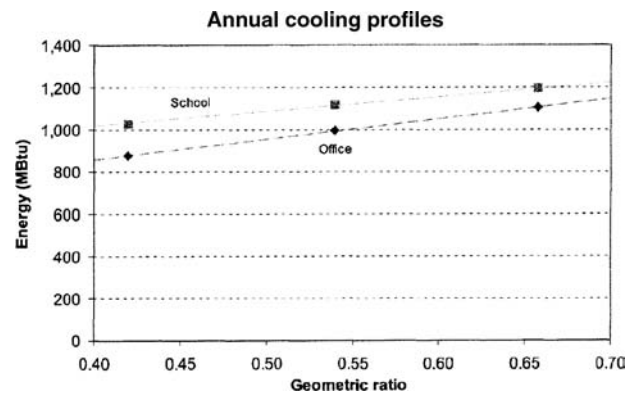 Annual cooling profiles
1,400
1,200
1,000
800
600
400
200
0
Energy (MBtu)
School
Office
0.40 0.45 0.50 0.55 0.60 0.65 0.70
Geometric ratio